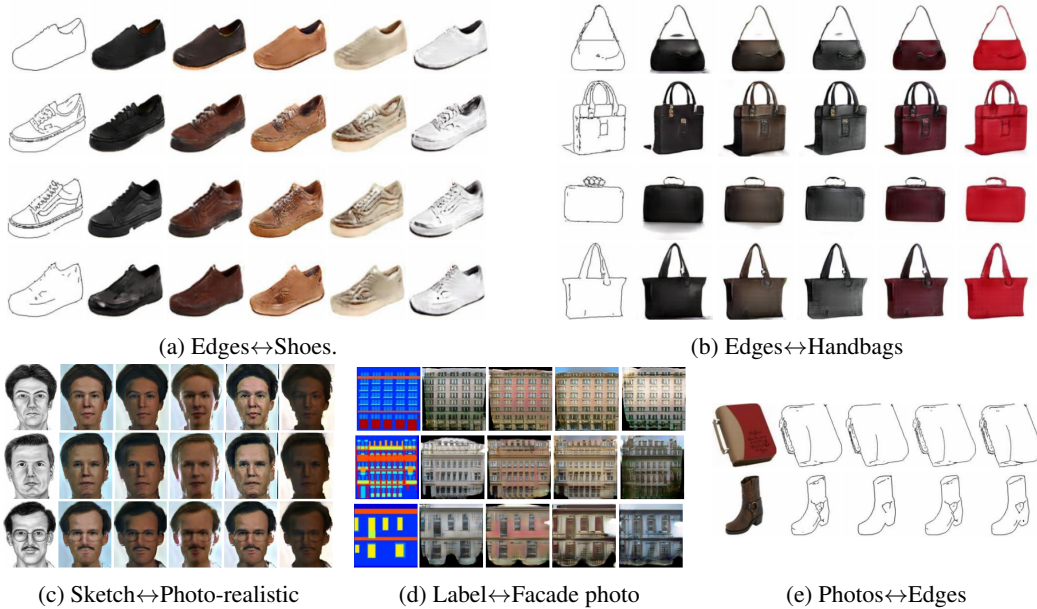 (a) Edges↔Shoes.
(b) Edges↔Handbags
(c) Sketch↔Photo-realistic
(d) Label↔Facade photo
(e) Photos↔Edges